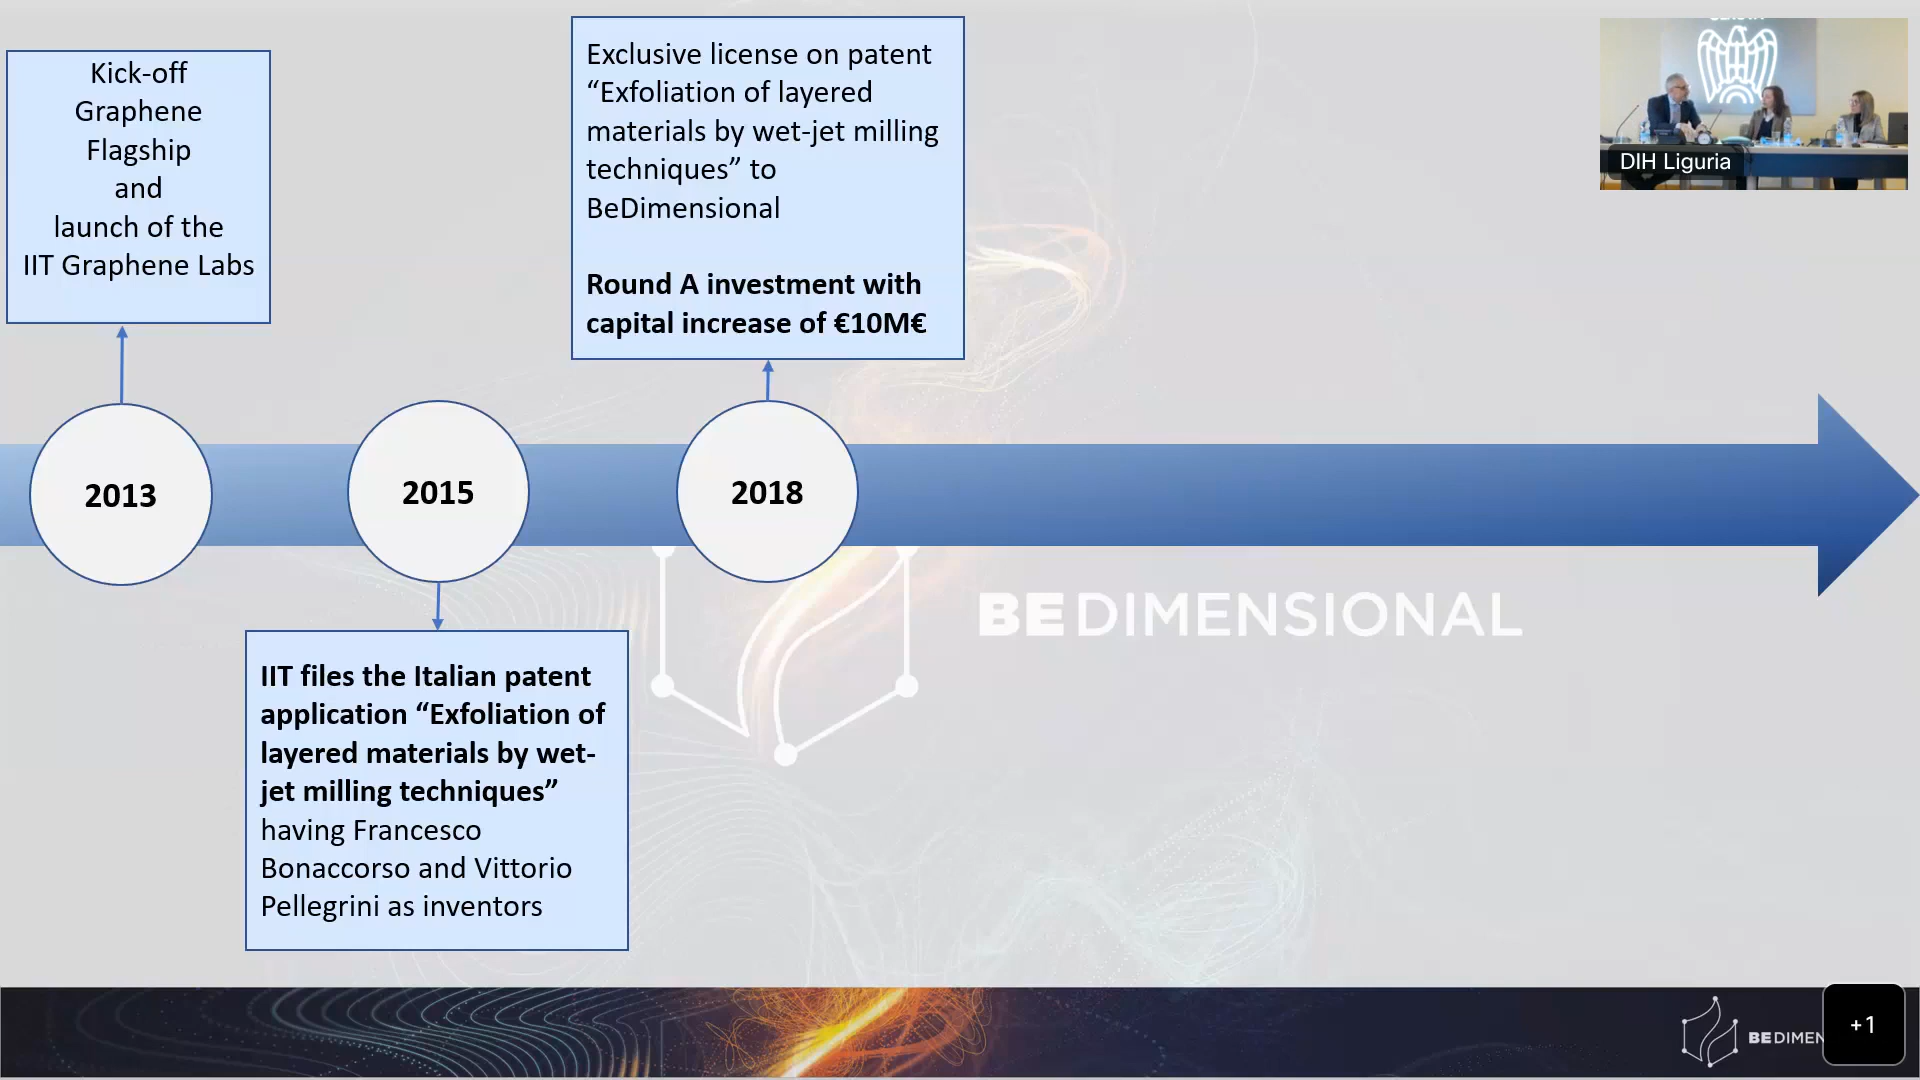 Kick-off
Graphene
Flagship
and
launch of the
IIT Graphene Labs
Exclusive license on patent
“Exfoliation of layered
materials by wet-jet milling
techniques” to
BeDimensional
Round A investment with
capital increase of €10M€
DIH Liguria
2013
2015
2018
BEDIMENSIONAL
IIT files the Italian patent
application “Exfoliation of
layered materials by wet-
jet milling techniques”
having Francesco
Bonaccorso and Vittorio
Pellegrini as inventors
BEDIMEN
+1